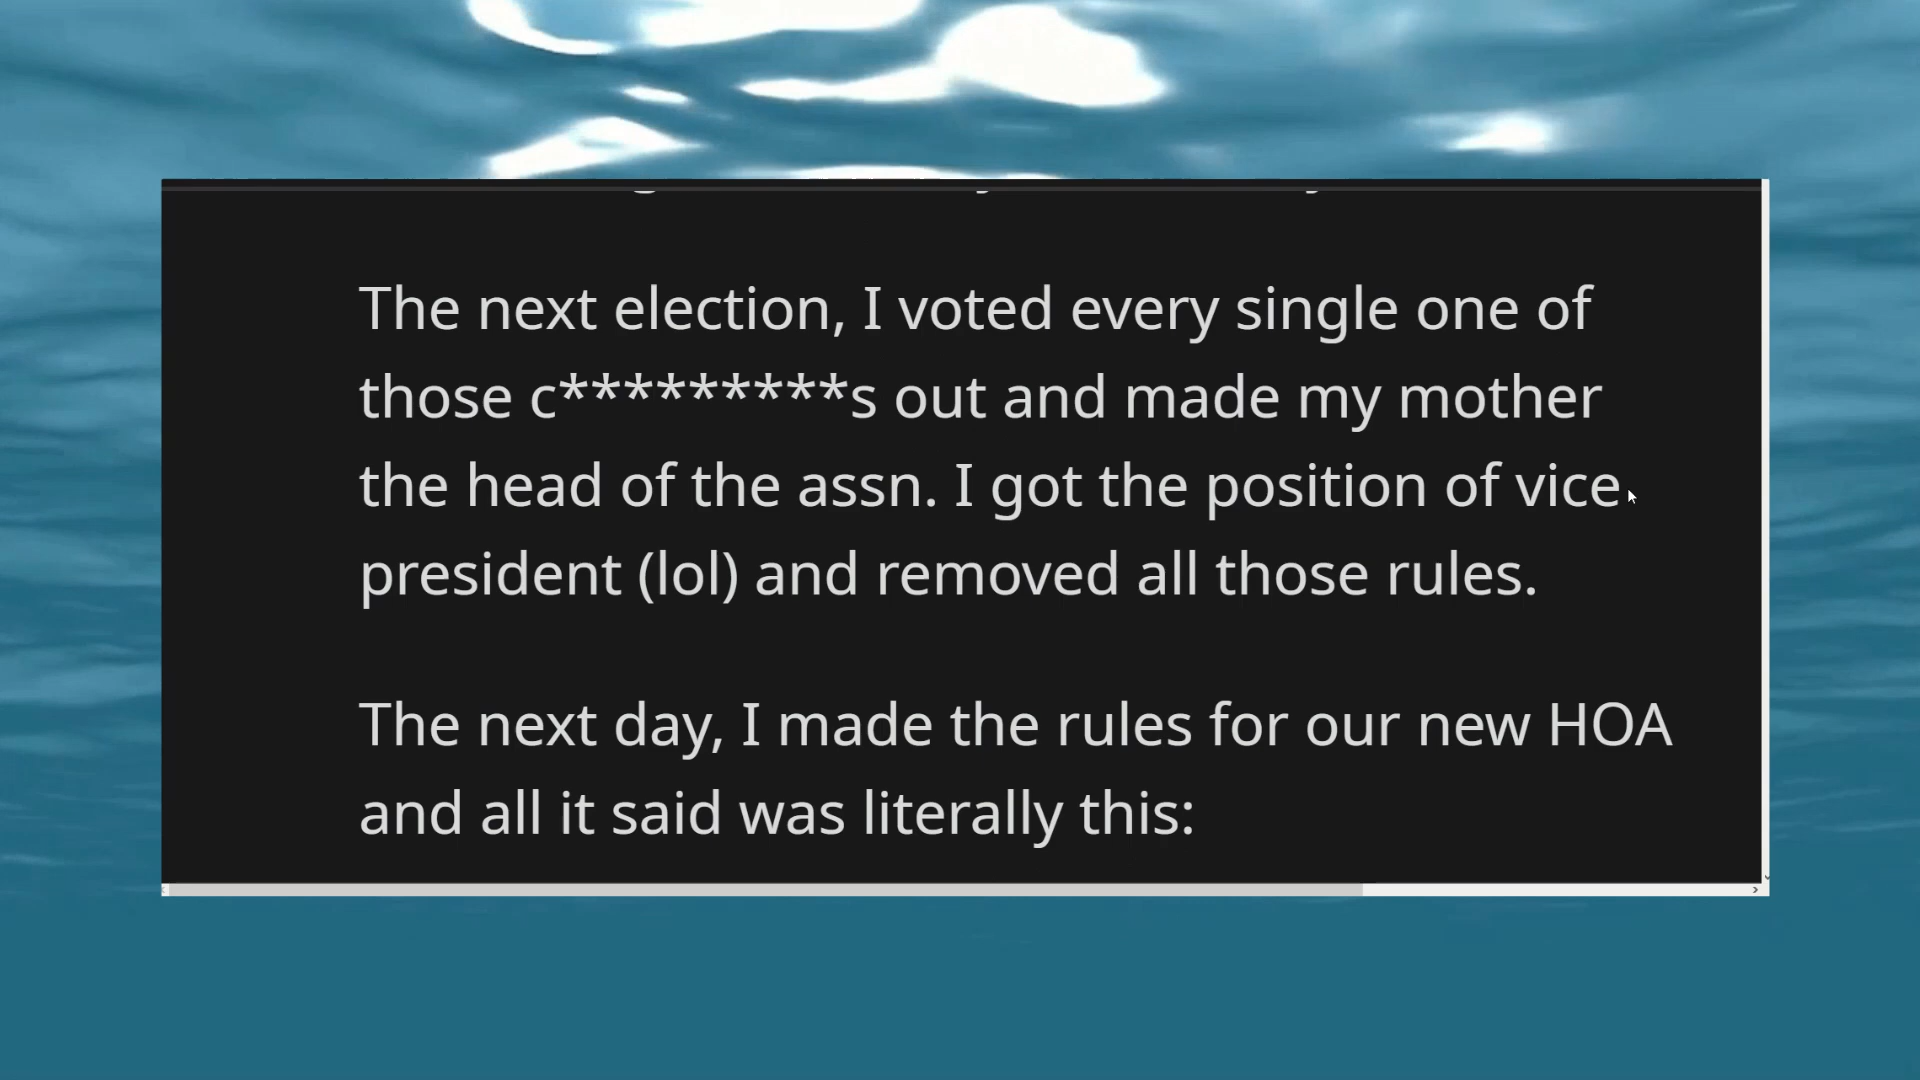 The next election, I voted every single one of
those c*********s out and made my mother
the head of the assn. I got the position of vice
president (lol) and removed all those rules.
The next day, I made the rules for our new HOA
and all it said was literally this: